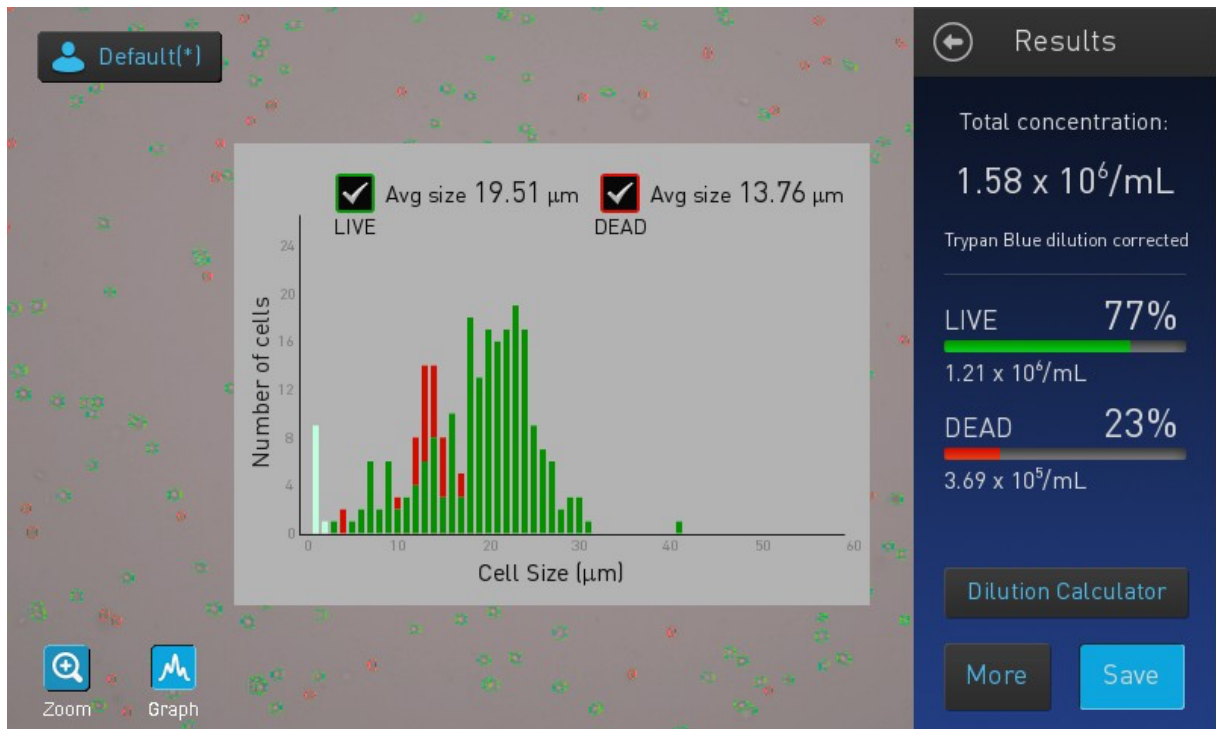 Default(*)
Results
Total concentration:
1.58 x 10⁶/mL
Trypan Blue dilution corrected
LIVE 77%
1.21 x 10⁶/mL
DEAD 23%
3.69 x 10⁵/mL
Dilution Calculator
More Save
Avg size 19.51 μm Avg size 13.76 μm
LIVE DEAD
Number of cells
24
20
16
12
8
4
0
0 10 20 30 40 50 60
Cell Size (μm)
Zoom Graph